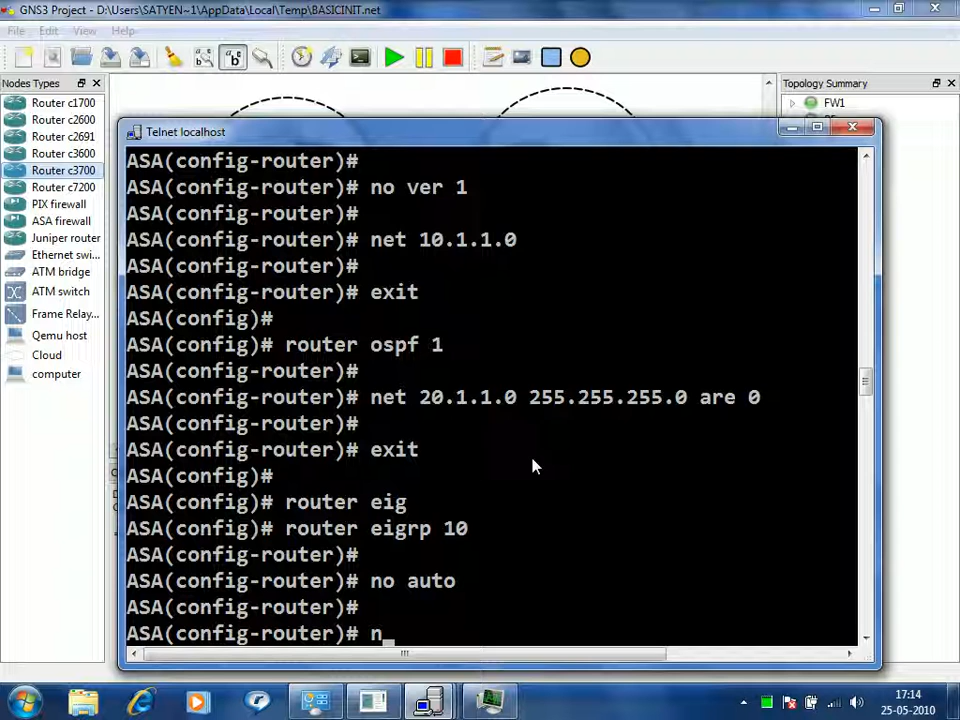 GNS3 Project - D:\Users\SATYEN~1\AppData\Local\Temp\BASICINIT.net
File Edit View Help
Nodes Types
Router c1700
Router c2600
Router c2691
Router c3600
Router c3700
Router c7200
PIX firewall
ASA firewall
Juniper router
Ethernet swi...
ATM bridge
ATM switch
Frame Relay...
Qemu host
Cloud
computer
Topology Summary
FW1
Telnet localhost
ASA(config-router)#
ASA(config-router)# no ver 1
ASA(config-router)#
ASA(config-router)# net 10.1.1.0
ASA(config-router)#
ASA(config-router)# exit
ASA(config)#
ASA(config)# router ospf 1
ASA(config-router)#
ASA(config-router)# net 20.1.1.0 255.255.255.0 are 0
ASA(config-router)#
ASA(config-router)# exit
ASA(config)#
ASA(config)# router eig
ASA(config)# router eigrp 10
ASA(config-router)#
ASA(config-router)# no auto
ASA(config-router)#
ASA(config-router)# n_
17:14
25-05-2010